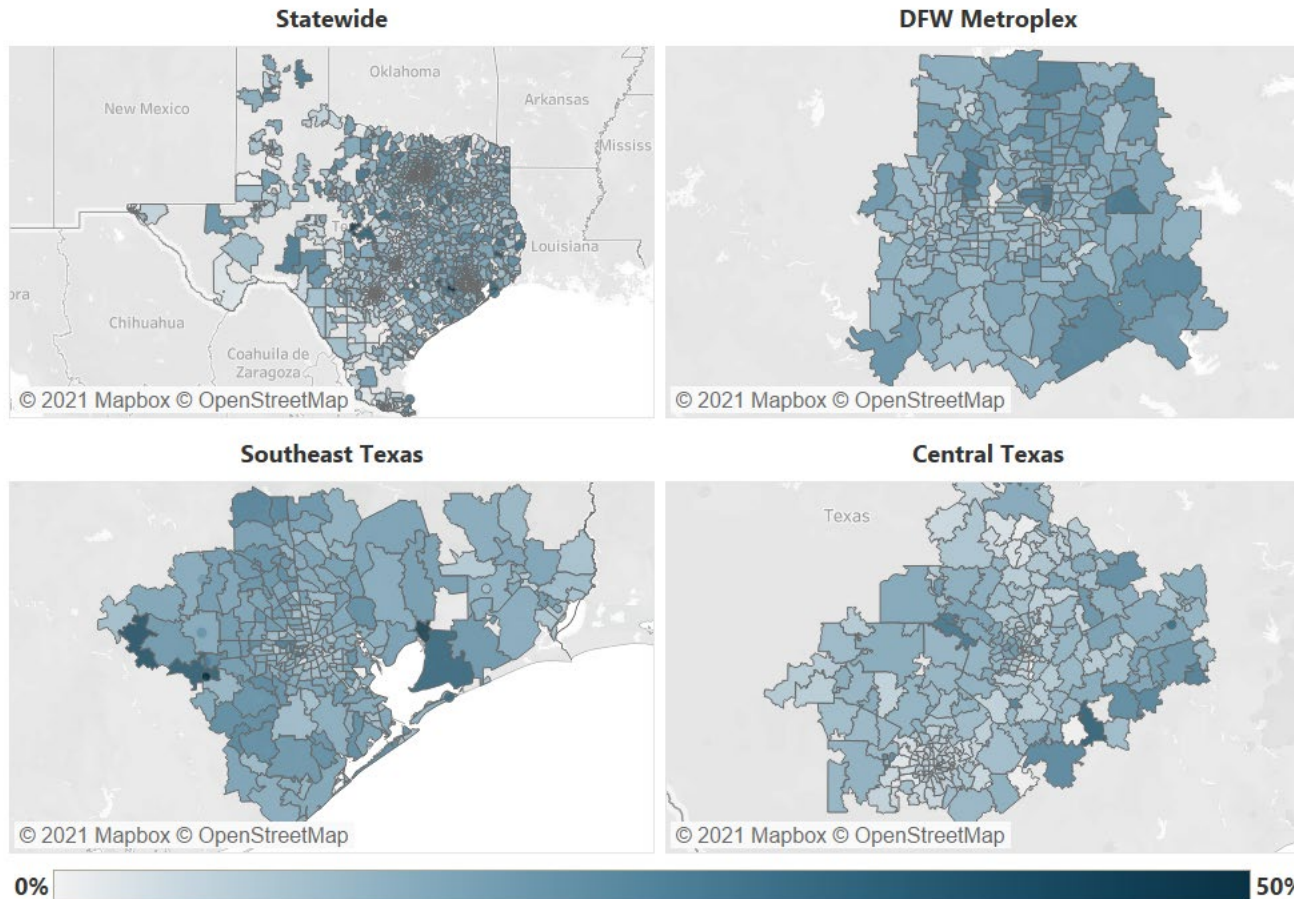 Statewide
DFW Metroplex
Oklahoma
New Mexico
Arkansas
Mississ
Louisiana
ora
Chihuahua
Coahuila de
Zaragoza
© 2021 Mapbox © OpenStreetMap
© 2021 Mapbox © OpenStreetMap
Southeast Texas
Central Texas
Texas
© 2021 Mapbox © OpenStreetMap
© 2021 Mapbox © OpenStreetMap
0%
50%